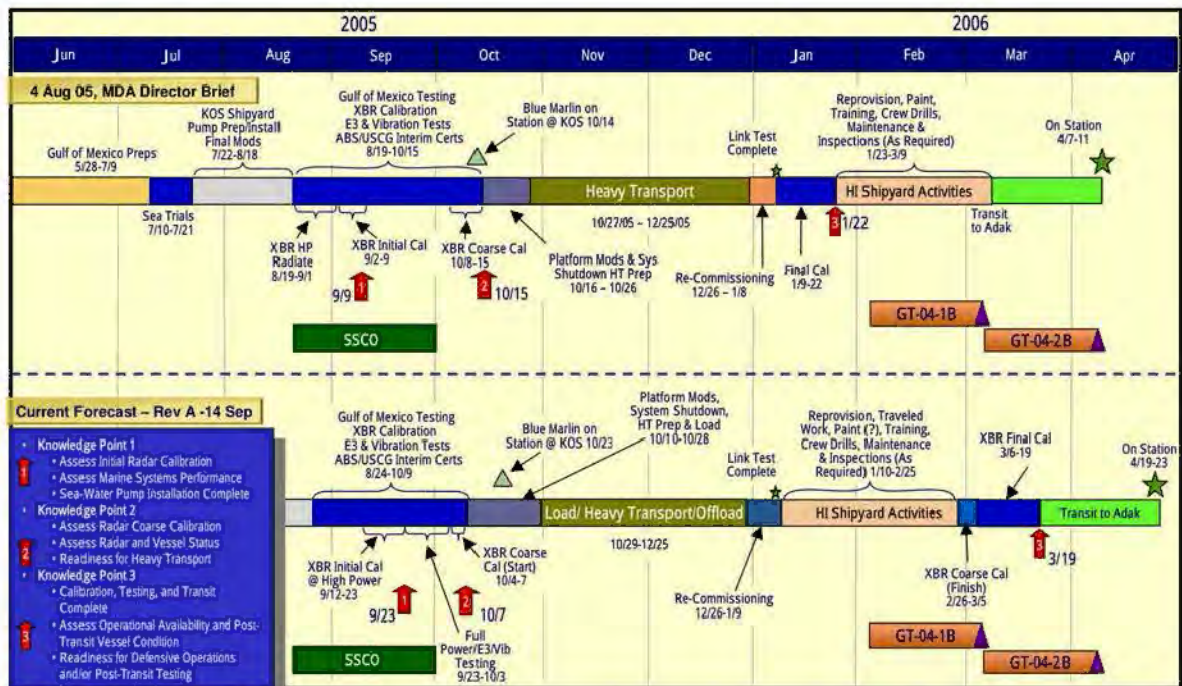 2005
2006
Jun
Jul
Aug
Sep
Oct
Nov
Dec
Jan
Feb
Mar
Apr
4 Aug 05, MDA Director Brief
Gulf of Mexico Preps
5/28-7/9
KOS Shipyard
Pump Prep/Install
Final Mods
7/22-8/18
Gulf of Mexico Testing
XBR Calibration
E3 & Vibration Tests
ABS/USCG Interim Certs
8/19-10/15
Blue Marlin on
Station @ KOS 10/14
Link Test
Complete
Reprovision, Paint,
Training, Crew Drills,
Maintenance &
Inspections (As Required)
1/23-3/9
On Station
4/7-11
Heavy Transport
HI Shipyard Activities
Sea Trials
7/10-7/21
XBR HP
Radiate
8/19-9/1
XBR Initial Cal
9/2-9
XBR Coarse Cal
10/8-15
10/27/05 – 12/25/05
Platform Mods & Sys
Shutdown HT Prep
10/16 – 10/26
Re-Commissioning
12/26 – 1/8
Final Cal
1/9-22
3
1/22
Transit
to Adak
9/9
1
2
10/15
SSCO
GT-04-1B
GT-04-2B
Current Forecast – Rev A -14 Sep
• Knowledge Point 1
• Assess Initial Radar Calibration
1
• Assess Marine Systems Performance
• Sea-Water Pump Installation Complete
• Knowledge Point 2
• Assess Radar Coarse Calibration
2
• Assess Radar and Vessel Status
• Readiness for Heavy Transport
• Knowledge Point 3
• Calibration, Testing, and Transit
Complete
3
• Assess Operational Availability and Post-
Transit Vessel Condition
• Readiness for Defensive Operations
and/or Post-Transit Testing
Gulf of Mexico Testing
XBR Calibration
E3 & Vibration Tests
ABS/USCG Interim Certs
8/24-10/9
Blue Marlin on
Station @ KOS 10/23
Platform Mods,
System Shutdown,
HT Prep & Load
10/10-10/28
Link Test
Complete
Reprovision, Traveled
Work, Paint (?), Training,
Crew Drills, Maintenance
& Inspections (As
Required) 1/10-2/25
XBR Final Cal
3/6-19
On Station
4/19-23
Load/ Heavy Transport/Offload
HI Shipyard Activities
Transit to Adak
XBR Initial Cal
@ High Power
9/12-23
9/23
1
XBR Coarse
Cal (Start)
10/4-7
2
10/7
Full
Power/E3/Vib
Testing
9/23-10/3
10/29-12/25
Re-Commissioning
12/26-1/9
XBR Coarse Cal
(Finish)
2/26-3/5
3
3/19
SSCO
GT-04-1B
GT-04-2B